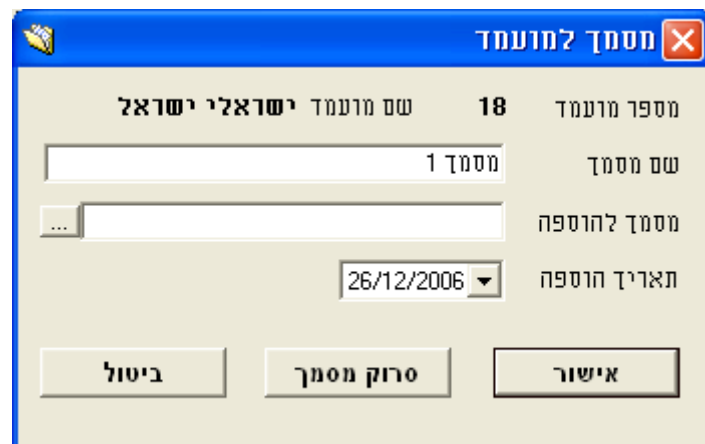 מסמך למועמד
מספר מועמד 18 שם מועמד ישראלי ישראל
שם מסמך מסמך 1
מסמך להוספה ...
תאריך הוספה 26/12/2006
אישור סרוק מסמך ביטול